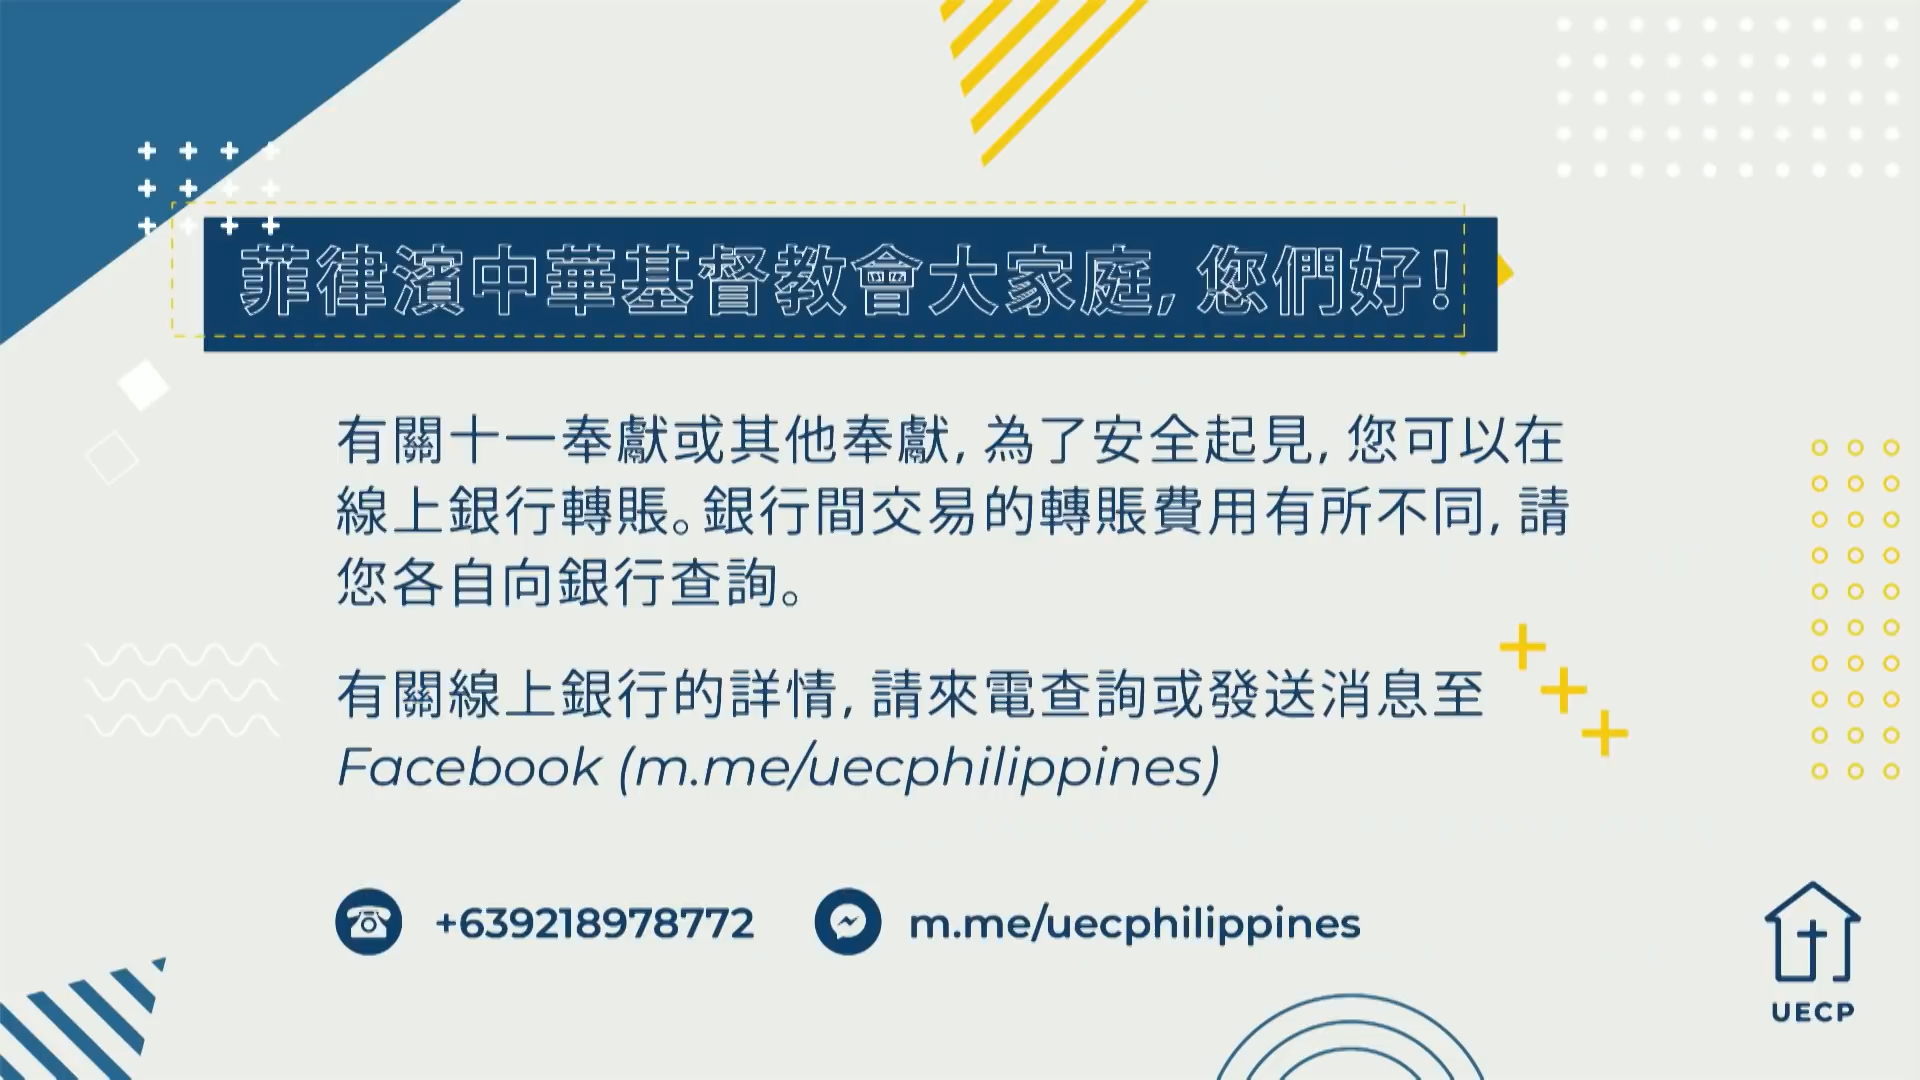 菲律濱中華基督教會大家庭, 您們好!
有關十一奉獻或其他奉獻, 為了安全起見, 您可以在
線上銀行轉賬。銀行間交易的轉賬費用有所不同, 請
您各自向銀行查詢。
有關線上銀行的詳情, 請來電查詢或發送消息至
Facebook (m.me/uecphilippines)
+639218978772 m.me/uecphilippines
UECP